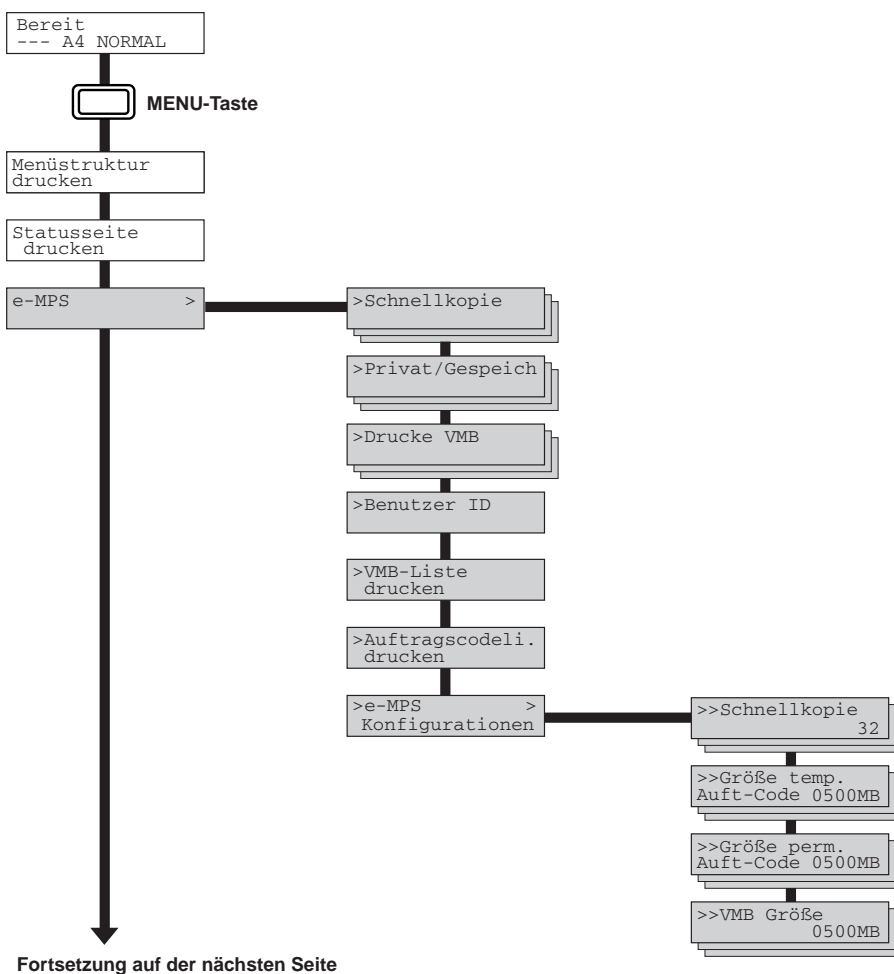 Bereit
--- A4 NORMAL
MENU-Taste
Menüstruktur
drucken
Statusseite
drucken
e-MPS >
>Schnellkopie
>Privat/Gespeich
>Drucke VMB
>Benutzer ID
>VMB-Liste
drucken
>Auftragscodeli.
drucken
>e-MPS >
Konfigurationen
>>Schnellkopie
32
>>Größe temp.
Auft-Code 0500MB
>>Größe perm.
Auft-Code 0500MB
>>VMB Größe
0500MB
Fortsetzung auf der nächsten Seite